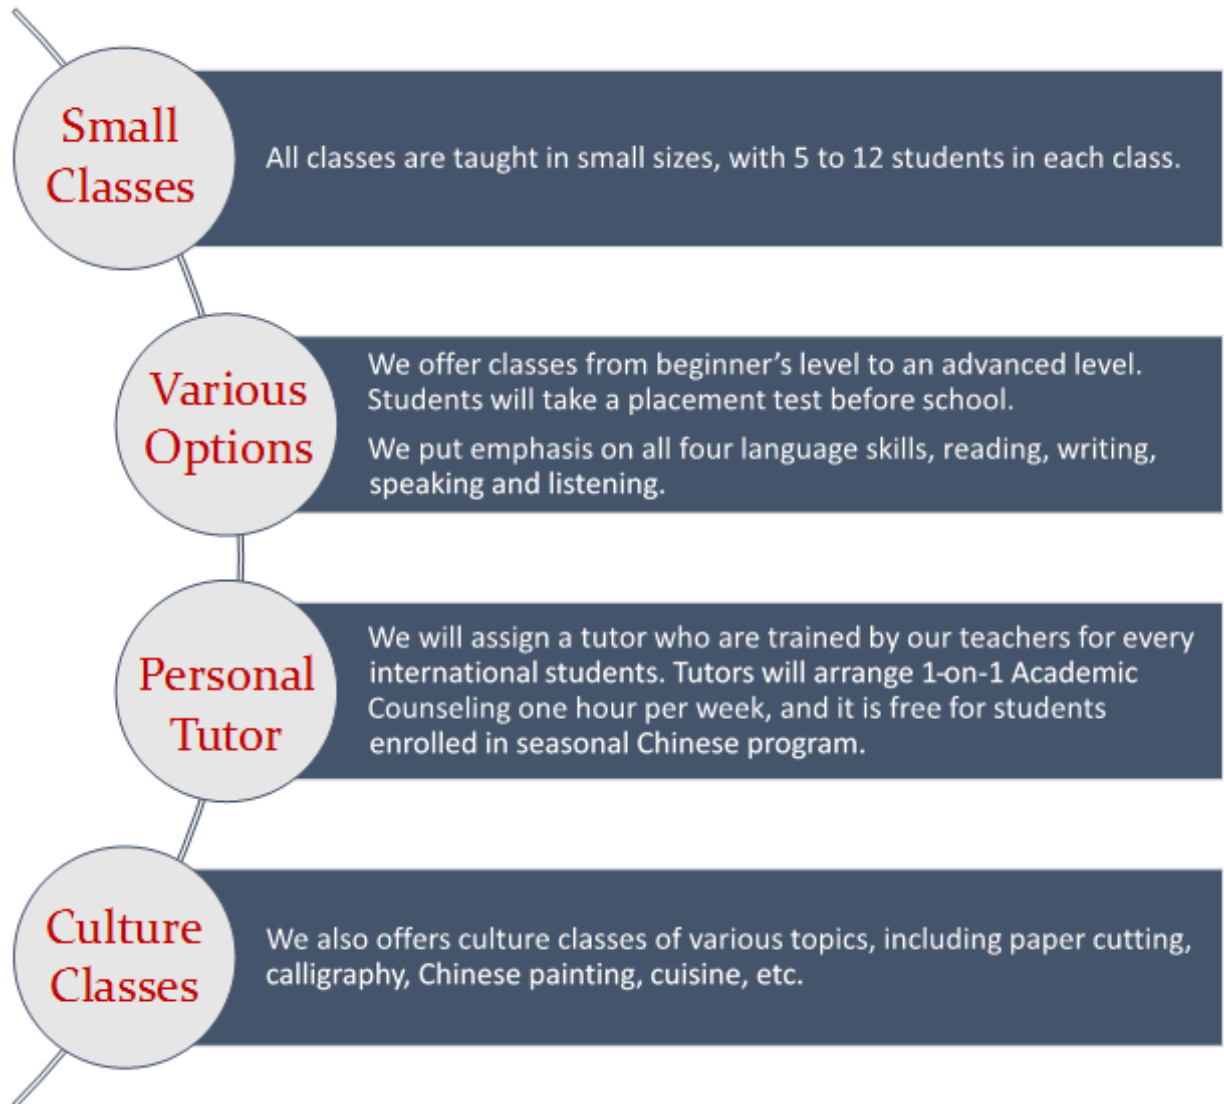 Small
Classes
All classes are taught in small sizes, with 5 to 12 students in each class.
Various
Options
We offer classes from beginner’s level to an advanced level.
Students will take a placement test before school.
We put emphasis on all four language skills, reading, writing,
speaking and listening.
Personal
Tutor
We will assign a tutor who are trained by our teachers for every
international students. Tutors will arrange 1-on-1 Academic
Counseling one hour per week, and it is free for students
enrolled in seasonal Chinese program.
Culture
Classes
We also offers culture classes of various topics, including paper cutting,
calligraphy, Chinese painting, cuisine, etc.